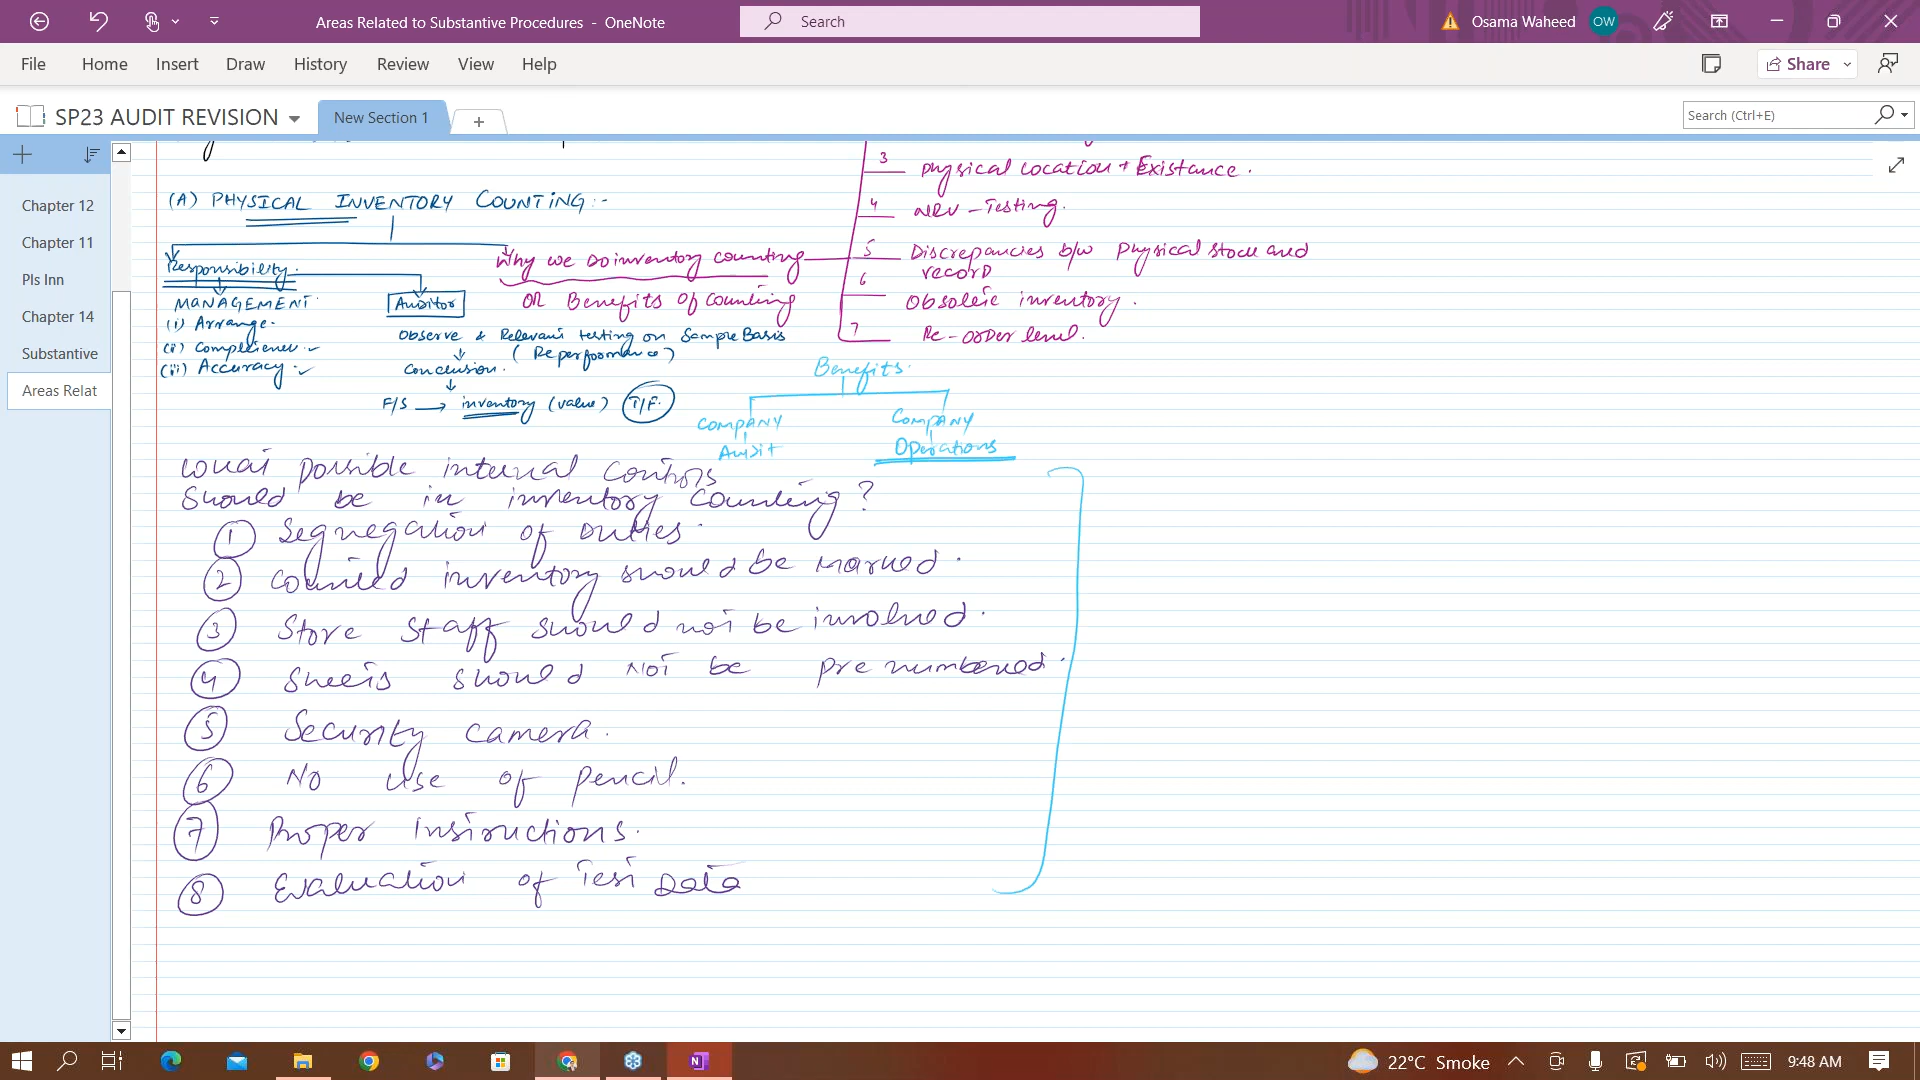 Areas Related to Substantive Procedures - OneNote
Search
Osama Waheed
OW
File Home Insert Draw History Review View Help
Share
SP23 AUDIT REVISION
New Section 1
Search (Ctrl+E)
Chapter 12
Chapter 11
Pls Inn
Chapter 14
Substantive
Areas Relat
3 physical location + Existance.
(A) PHYSICAL INVENTORY COUNTING:-
4 NRV - Testing.
Responsibility.
Why we do inventory counting
OR Benefits of counting
5 Discrepancies b/w physical stock and
record
6 Obsolete inventory.
7 Re-order level.
MANAGEMENT.
(i) Arrange.
(ii) Completeness
(iii) Accuracy.
Auditor
Observe & Relevant testing on Sample Basis
(Reperformance)
Conclusion.
F/S → inventory (value) T/F.
Benefits.
COMPANY
Audit
COMPANY
Operations
What possible internal controls
should be in inventory counting?
1 Segregation of duties.
2 Counted inventory should be marked.
3 Store staff should not be involved.
4 Sheets should not be pre numbered.
5 Security camera.
6 No use of pencil.
7 Proper Instructions.
8 Evaluation of Test Data
22°C Smoke
9:48 AM